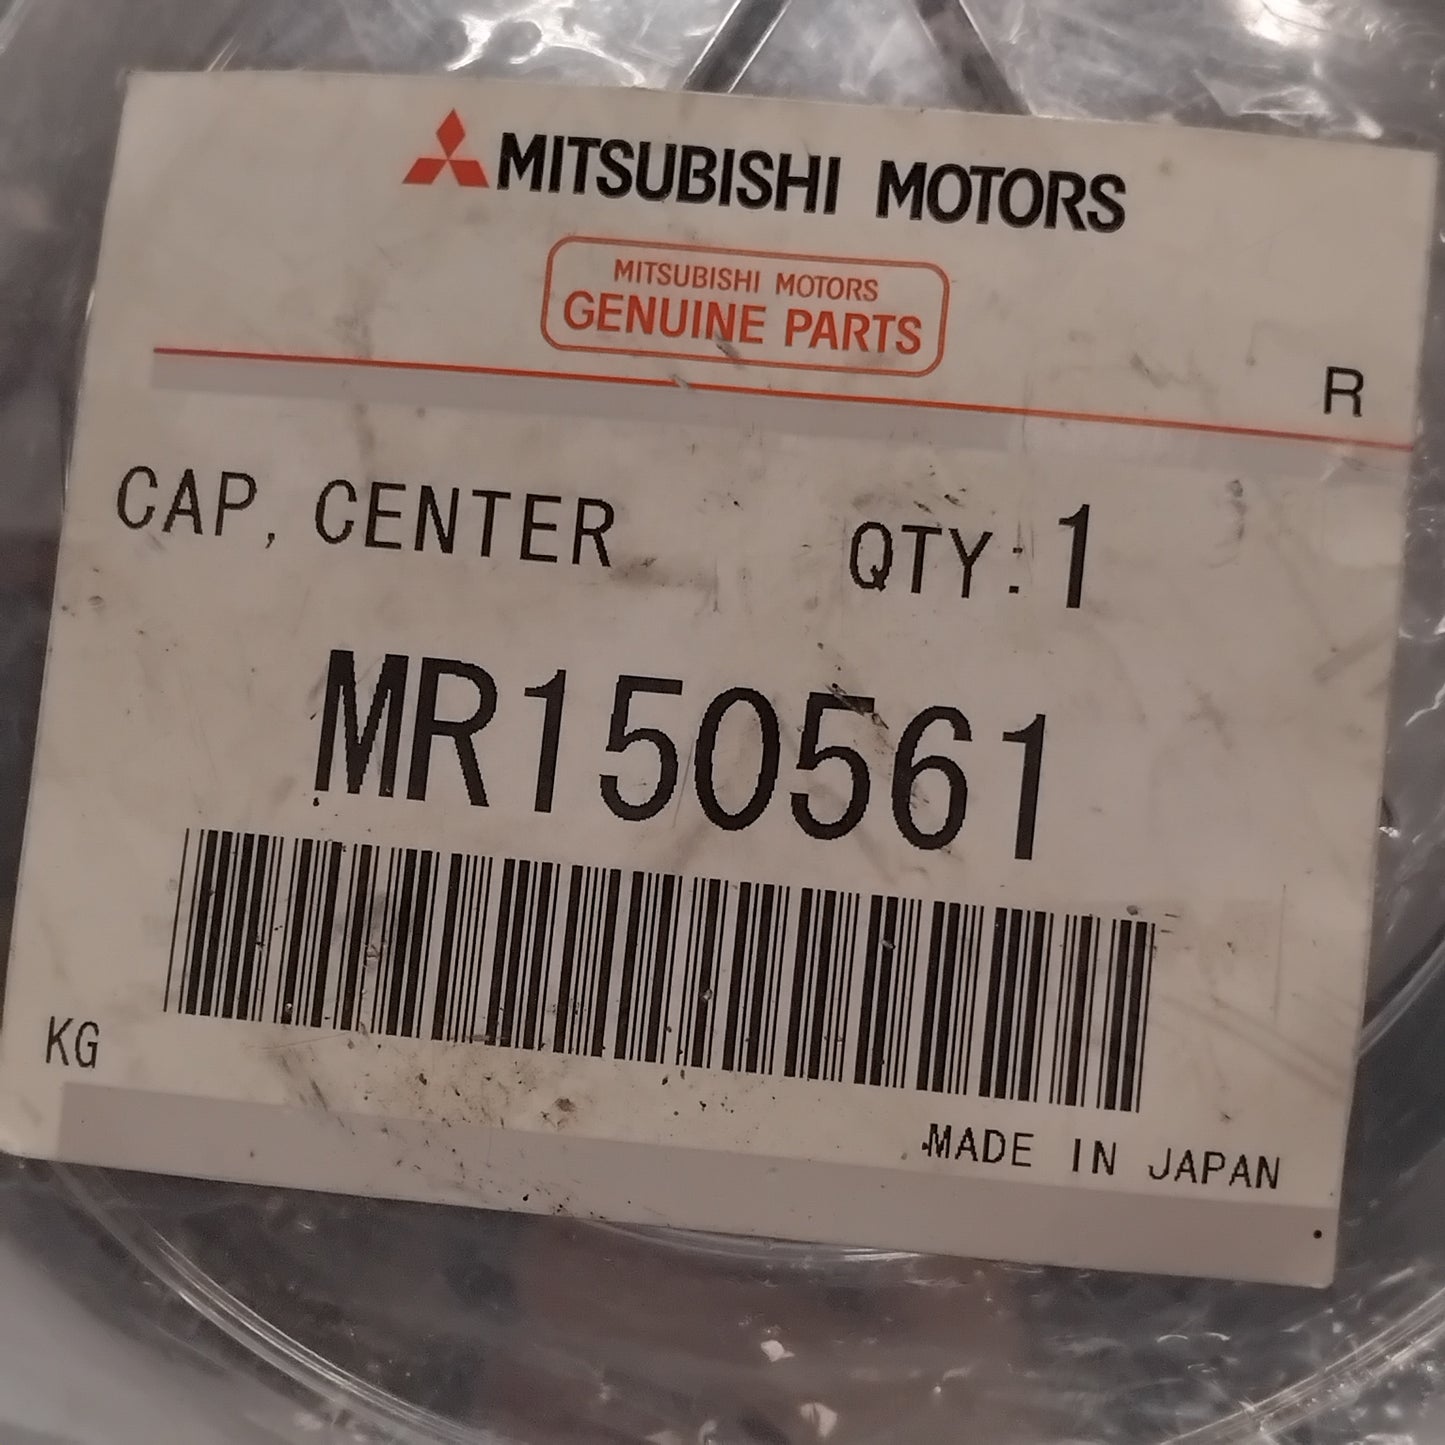 MITSUBISHI MOTORS
MITSUBISHI MOTORS
GENUINE PARTS
R
CAP, CENTER QTY: 1
MR150561
KG
MADE IN JAPAN